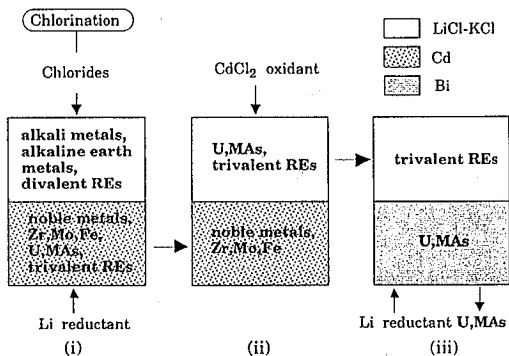 Chlorination
Chlorides
CdCl₂ oxidant
LiCl-KCl
Cd
Bi
alkali metals,
alkaline earth
metals,
divalent REs
noble metals,
Zr,Mo,Fe,
U,MAs,
trivalent REs
U,MAs,
trivalent REs
noble metals,
Zr,Mo,Fe
trivalent REs
U,MAs
Li reductant
Li reductant U,MAs
(i)
(ii)
(iii)